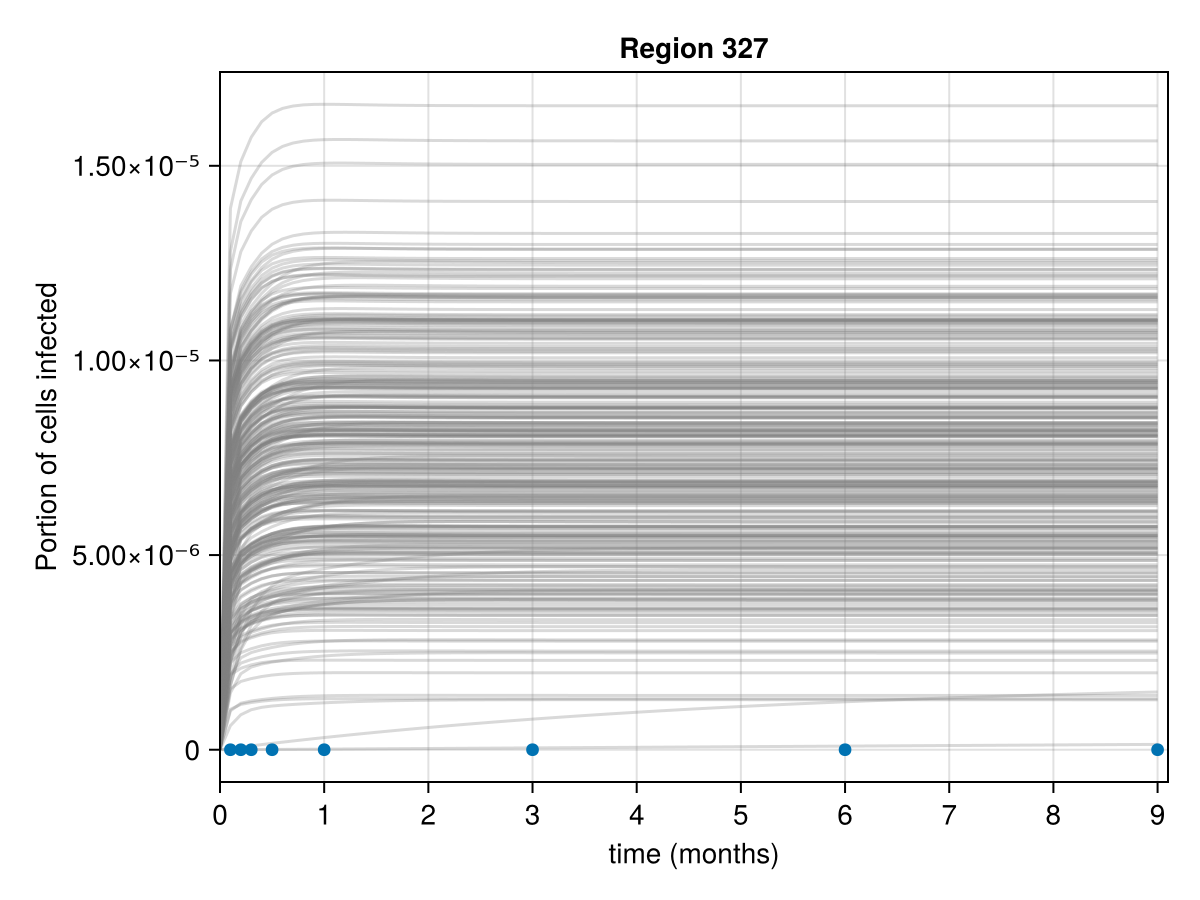 Region 327
Portion of cells infected
1.50×10⁻⁵
1.00×10⁻⁵
5.00×10⁻⁶
0
0 1 2 3 4 5 6 7 8 9
time (months)